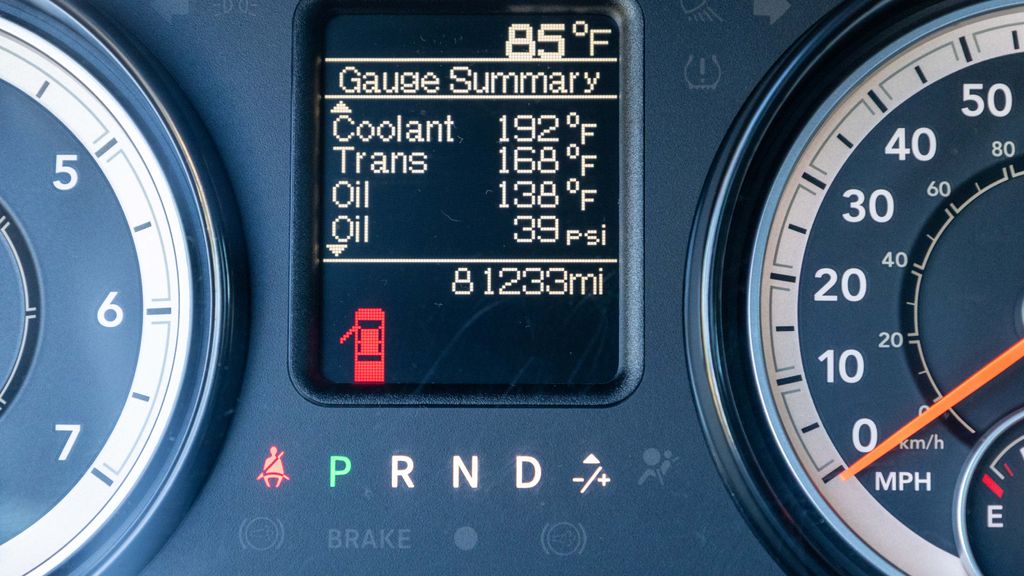 85°F
Gauge Summary
Coolant 192°F
Trans 168°F
Oil 138°F
Oil 39 psi
81233mi
P R N D -/+
BRAKE
5
6
7
50
40
30
20
10
0
MPH
80
60
40
20
0
km/h
E